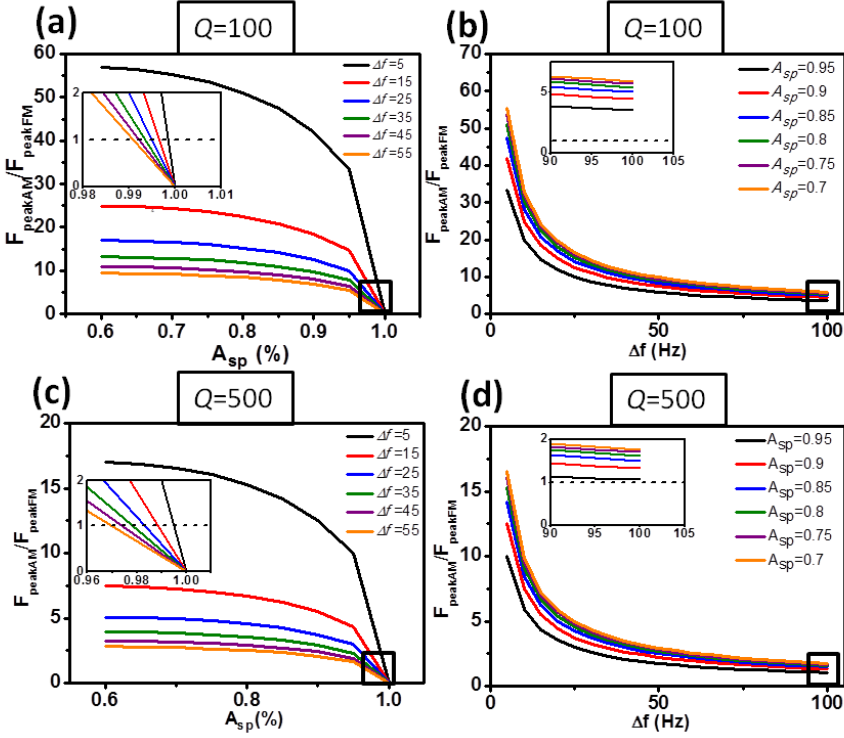 (a)
Q=100
F_peakAM/F_peakFM
60
50
40
30
20
10
0
0.6
0.7
0.8
0.9
1.0
A_sp (%)
Δf=5
Δf=15
Δf=25
Δf=35
Δf=45
Δf=55
2
1
0
0.98
0.99
1.00
1.01
(b)
Q=100
F_peakAM/F_peakFM
70
60
50
40
30
20
10
0
0
50
100
Δf (Hz)
A_sp=0.95
A_sp=0.9
A_sp=0.85
A_sp=0.8
A_sp=0.75
A_sp=0.7
5
0
90
95
100
105
(c)
Q=500
F_peakAM/F_peakFM
20
15
10
5
0
0.6
0.8
1.0
A_sp(%)
Δf=5
Δf=15
Δf=25
Δf=35
Δf=45
Δf=55
2
1
0
0.96
0.98
1.00
(d)
Q=500
F_peakAM/F_peakFM
20
15
10
5
0
0
50
100
Δf (Hz)
A_sp=0.95
A_sp=0.9
A_sp=0.85
A_sp=0.8
A_sp=0.75
A_sp=0.7
2
1
0
90
95
100
105